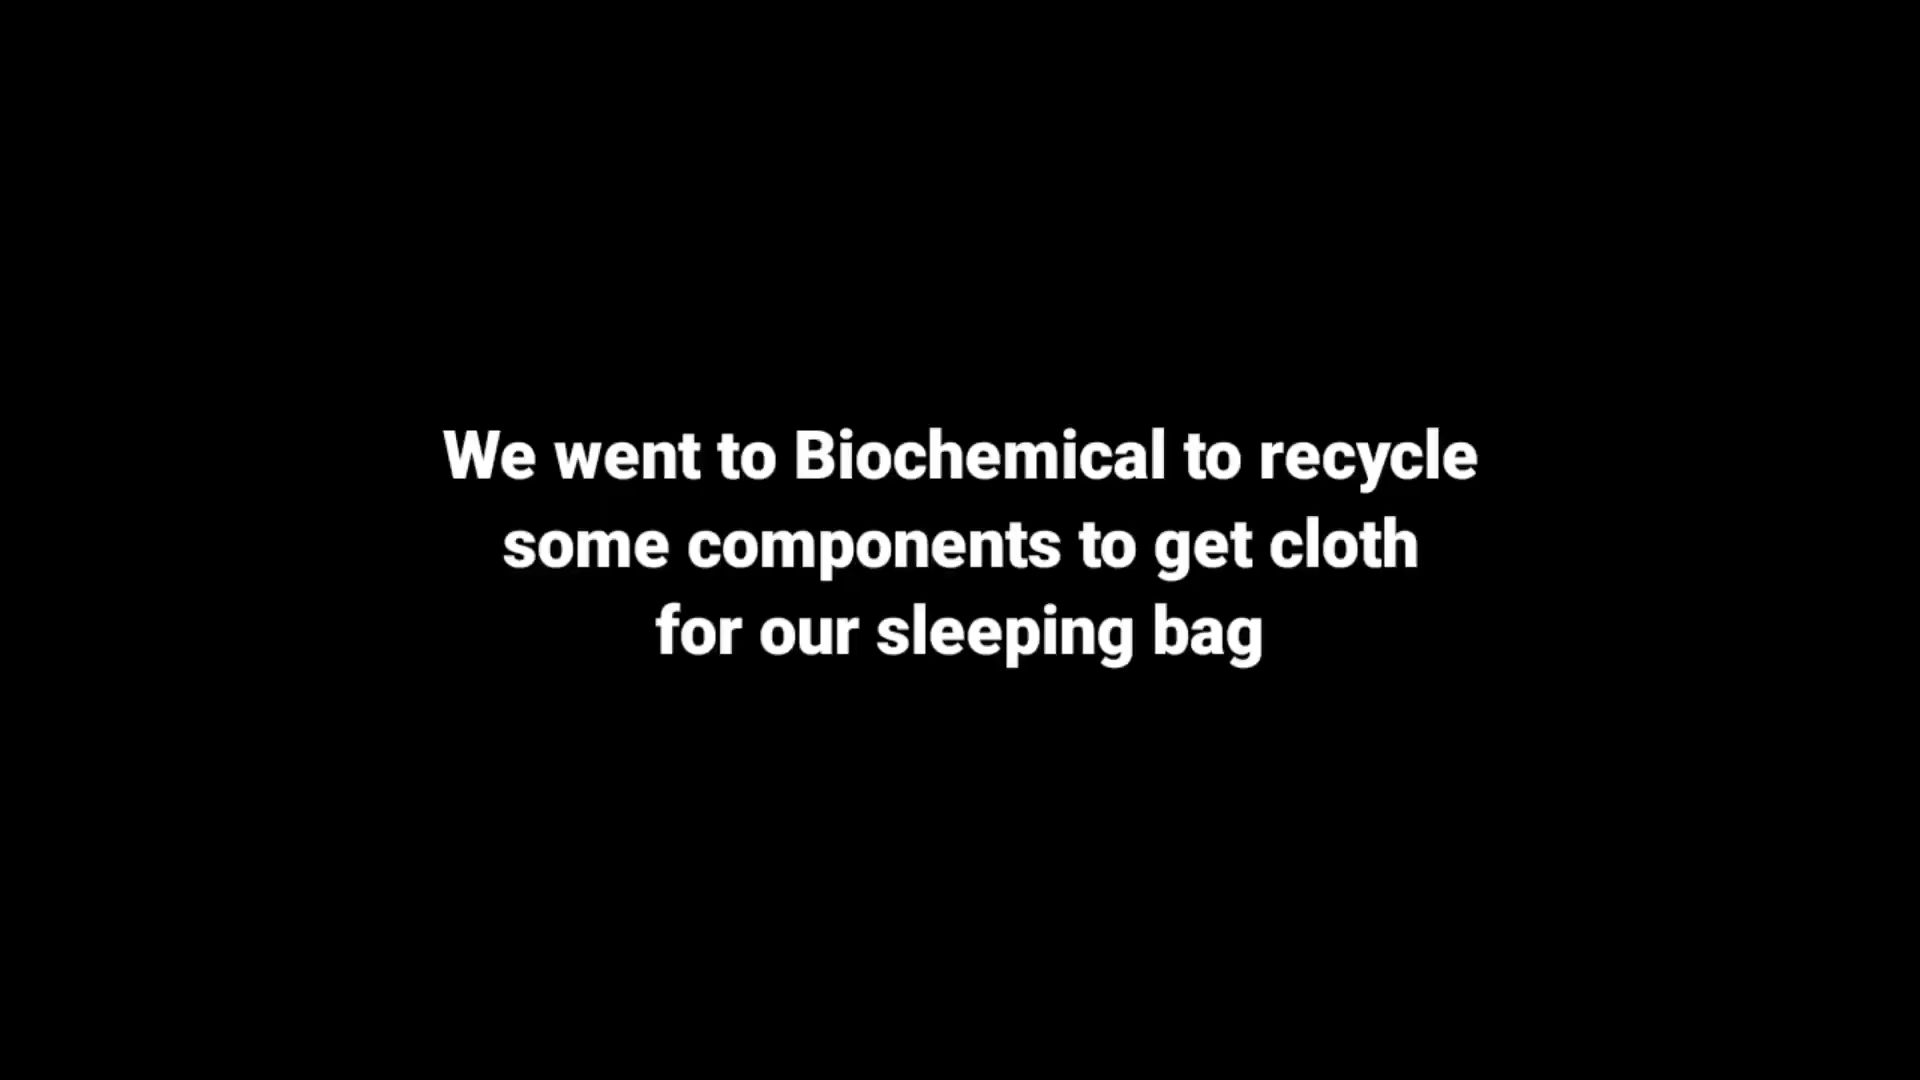 We went to Biochemical to recycle
some components to get cloth
for our sleeping bag